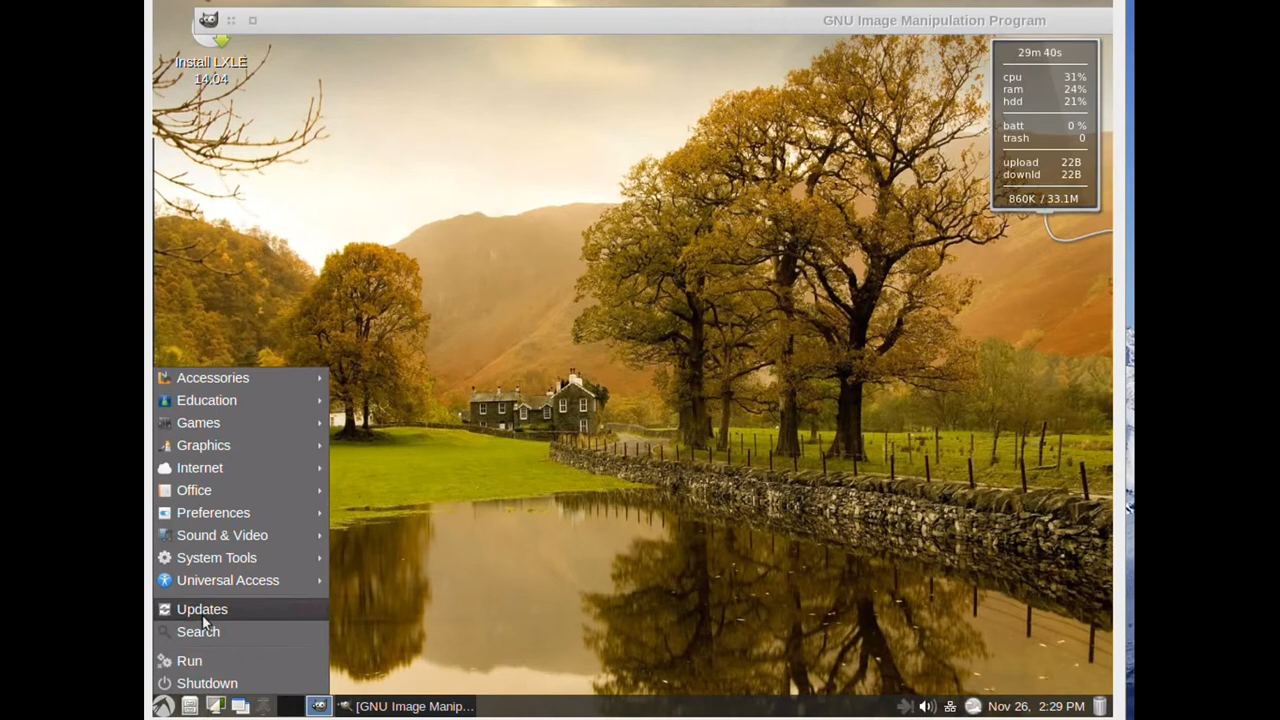 GNU Image Manipulation Program
Install LXLE
14:04
29m 40s
cpu 31%
ram 24%
hdd 21%
batt 0 %
trash 0
upload 22B
downld 22B
860K / 33.1M
Accessories
Education
Games
Graphics
Internet
Office
Preferences
Sound & Video
System Tools
Universal Access
Updates
Search
Run
Shutdown
[GNU Image Manip...
Nov 26, 2:29 PM